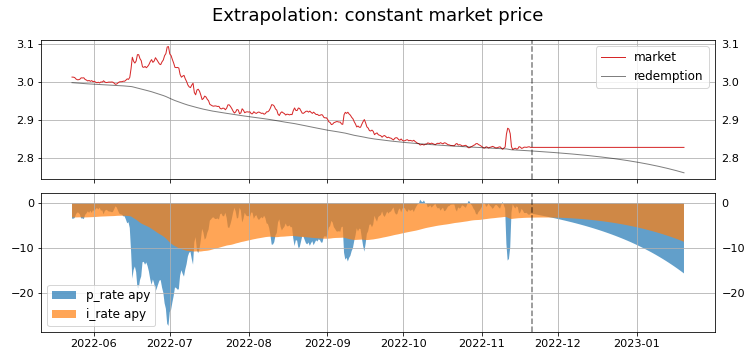 Extrapolation: constant market price
3.1 3.1
3.0 3.0
2.9 2.9
2.8 2.8
market
redemption
0 0
−10 −10
−20 −20
p_rate apy
i_rate apy
2022-06 2022-07 2022-08 2022-09 2022-10 2022-11 2022-12 2023-01